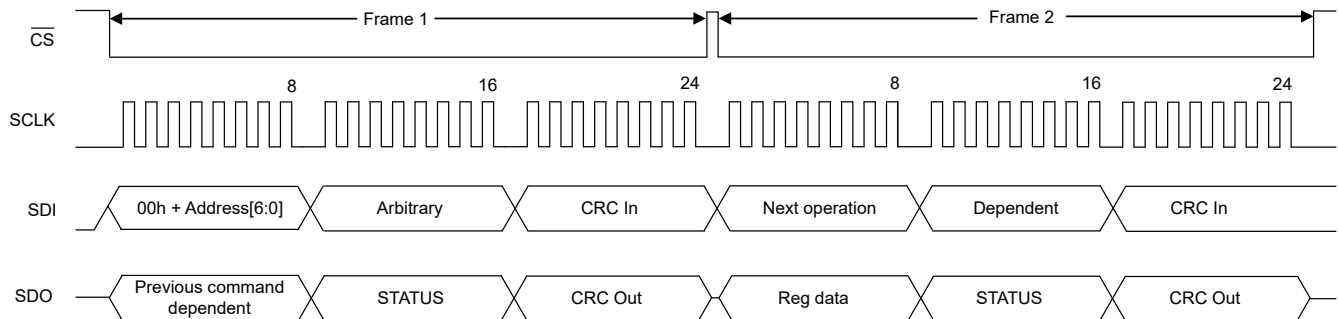 Frame 1
Frame 2
CS
8
16
24
8
16
24
SCLK
SDI
00h + Address[6:0]
Arbitrary
CRC In
Next operation
Dependent
CRC In
SDO
Previous command
dependent
STATUS
CRC Out
Reg data
STATUS
CRC Out